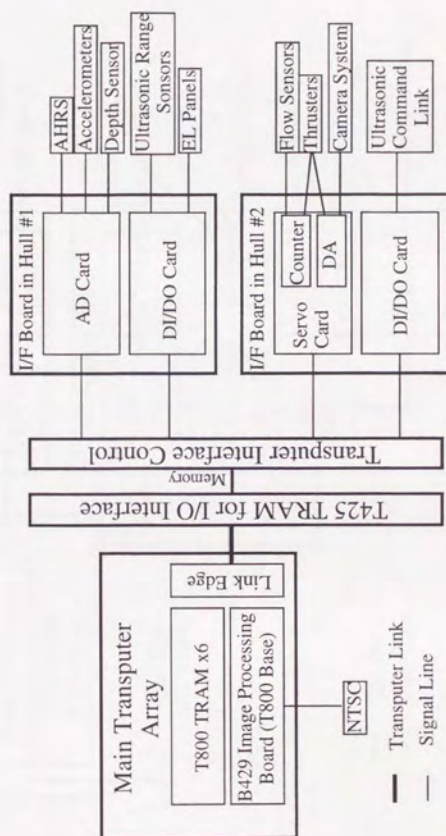 Main Transputer
Array
T800 TRAM x6
B429 Image Processing
Board (T800 Base)
Link Edge
NTSC
Transputer Link
Signal Line
T425 TRAM for I/O Interface
Memory
Transputer Interface Control
I/F Board in Hull #1
AD Card
DI/DO Card
AHRS
Accelerometers
Depth Sensor
Ultrasonic Range
Sonsors
EL Panels
I/F Board in Hull #2
Servo
Card
Counter
DA
DI/DO Card
Flow Sensors
Thrusters
Camera System
Ultrasonic
Command
Link